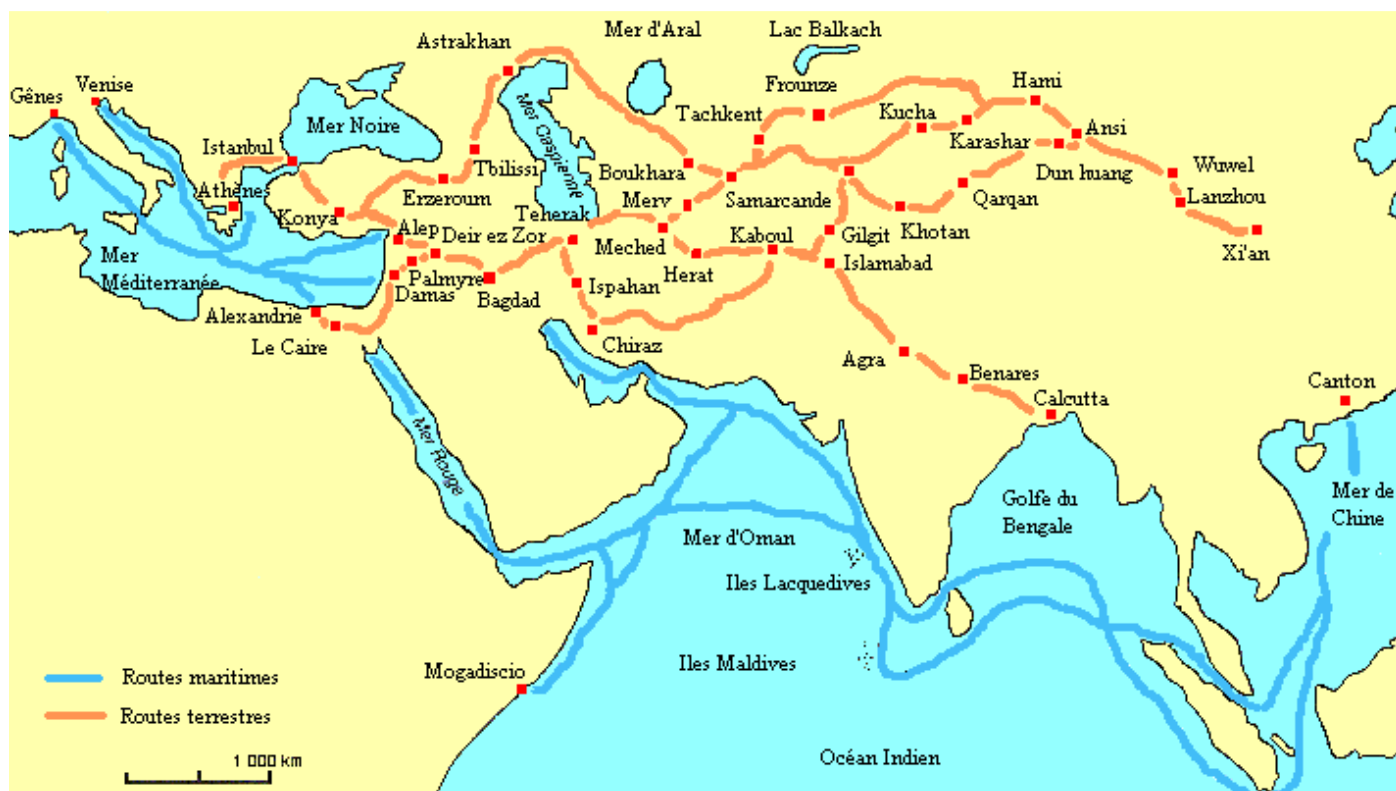 Astrakhan
Mer d'Aral
Lac Balkach
Venise
Gênes
Frounze
Hami
Mer Noire
Mer Caspienne
Tachkent
Kucha
Ansi
Istanbul
Karashar
Tbilissi
Boukhara
Dun huang
Wuwel
Athènes
Erzeroum
Merv
Samarcande
Qarqan
Lanzhou
Konya
Teherak
Alep
Deir ez Zor
Meched
Kaboul
Gilgit
Khotan
Xi'an
Mer
Méditerranée
Palmyre
Herat
Islamabad
Damas
Bagdad
Ispahan
Alexandrie
Le Caire
Chiraz
Agra
Benares
Canton
Calcutta
Mer Rouge
Golfe du
Bengale
Mer de
Chine
Mer d'Oman
Iles Lacquedives
Iles Maldives
Mogadiscio
Routes maritimes
Routes terrestres
1 000 km
Océan Indien